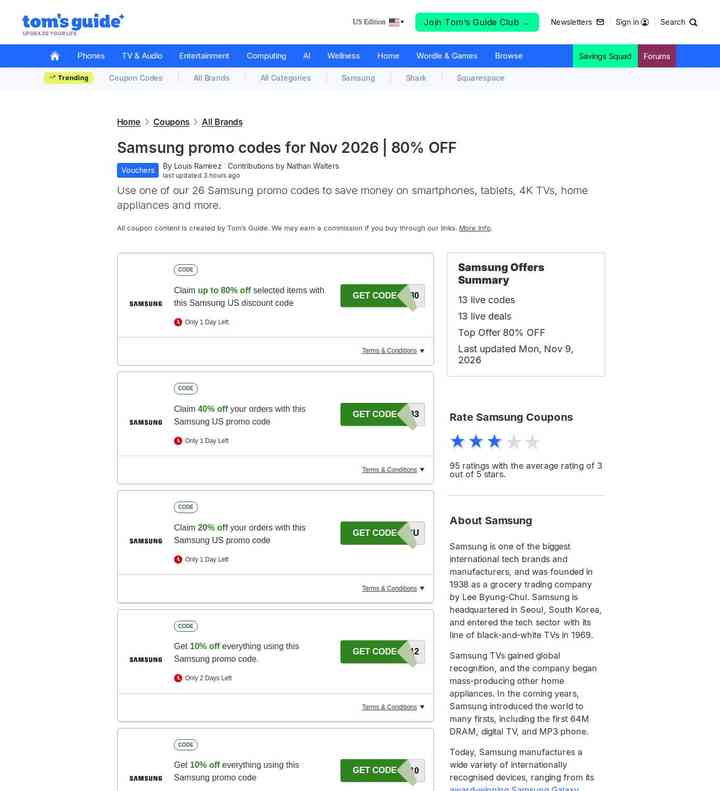 tom's guide
UPGRADE YOUR LIFE
US Edition
Join Tom's Guide Club →
Newsletters
Sign in
Search
Phones
TV & Audio
Entertainment
Computing
AI
Wellness
Home
Wordle & Games
Browse
Savings Squad
Forums
Trending
Coupon Codes
All Brands
All Categories
Samsung
Shark
Squarespace
Home > Coupons > All Brands
Samsung promo codes for Nov 2026 | 80% OFF
Vouchers
By Louis Ramirez
Contributions by Nathan Walters
last updated 3 hours ago
Use one of our 26 Samsung promo codes to save money on smartphones, tablets, 4K TVs, home
appliances and more.
All coupon content is created by Tom's Guide. We may earn a commission if you buy through our links. More Info.
CODE
SAMSUNG
Claim up to 80% off selected items with
this Samsung US discount code
Only 1 Day Left
GET CODE
Terms & Conditions ▼
CODE
SAMSUNG
Claim 40% off your orders with this
Samsung US promo code
Only 1 Day Left
GET CODE
Terms & Conditions ▼
CODE
SAMSUNG
Claim 20% off your orders with this
Samsung US promo code
Only 1 Day Left
GET CODE
Terms & Conditions ▼
CODE
SAMSUNG
Get 10% off everything using this
Samsung promo code.
Only 2 Days Left
GET CODE
Terms & Conditions ▼
CODE
SAMSUNG
Get 10% off everything using this
Samsung promo code
GET CODE
Samsung Offers
Summary
13 live codes
13 live deals
Top Offer 80% OFF
Last updated Mon, Nov 9,
2026
Rate Samsung Coupons
95 ratings with the average rating of 3
out of 5 stars.
About Samsung
Samsung is one of the biggest
international tech brands and
manufacturers, and was founded in
1938 as a grocery trading company
by Lee Byung-Chul. Samsung is
headquartered in Seoul, South Korea,
and entered the tech sector with its
line of black-and-white TVs in 1969.
Samsung TVs gained global
recognition, and the company began
mass-producing other home
appliances. In the coming years,
Samsung introduced the world to
many firsts, including the first 64M
DRAM, digital TV, and MP3 phone.
Today, Samsung manufactures a
wide variety of internationally
recognised devices, ranging from its
award-winning Samsung Galaxy